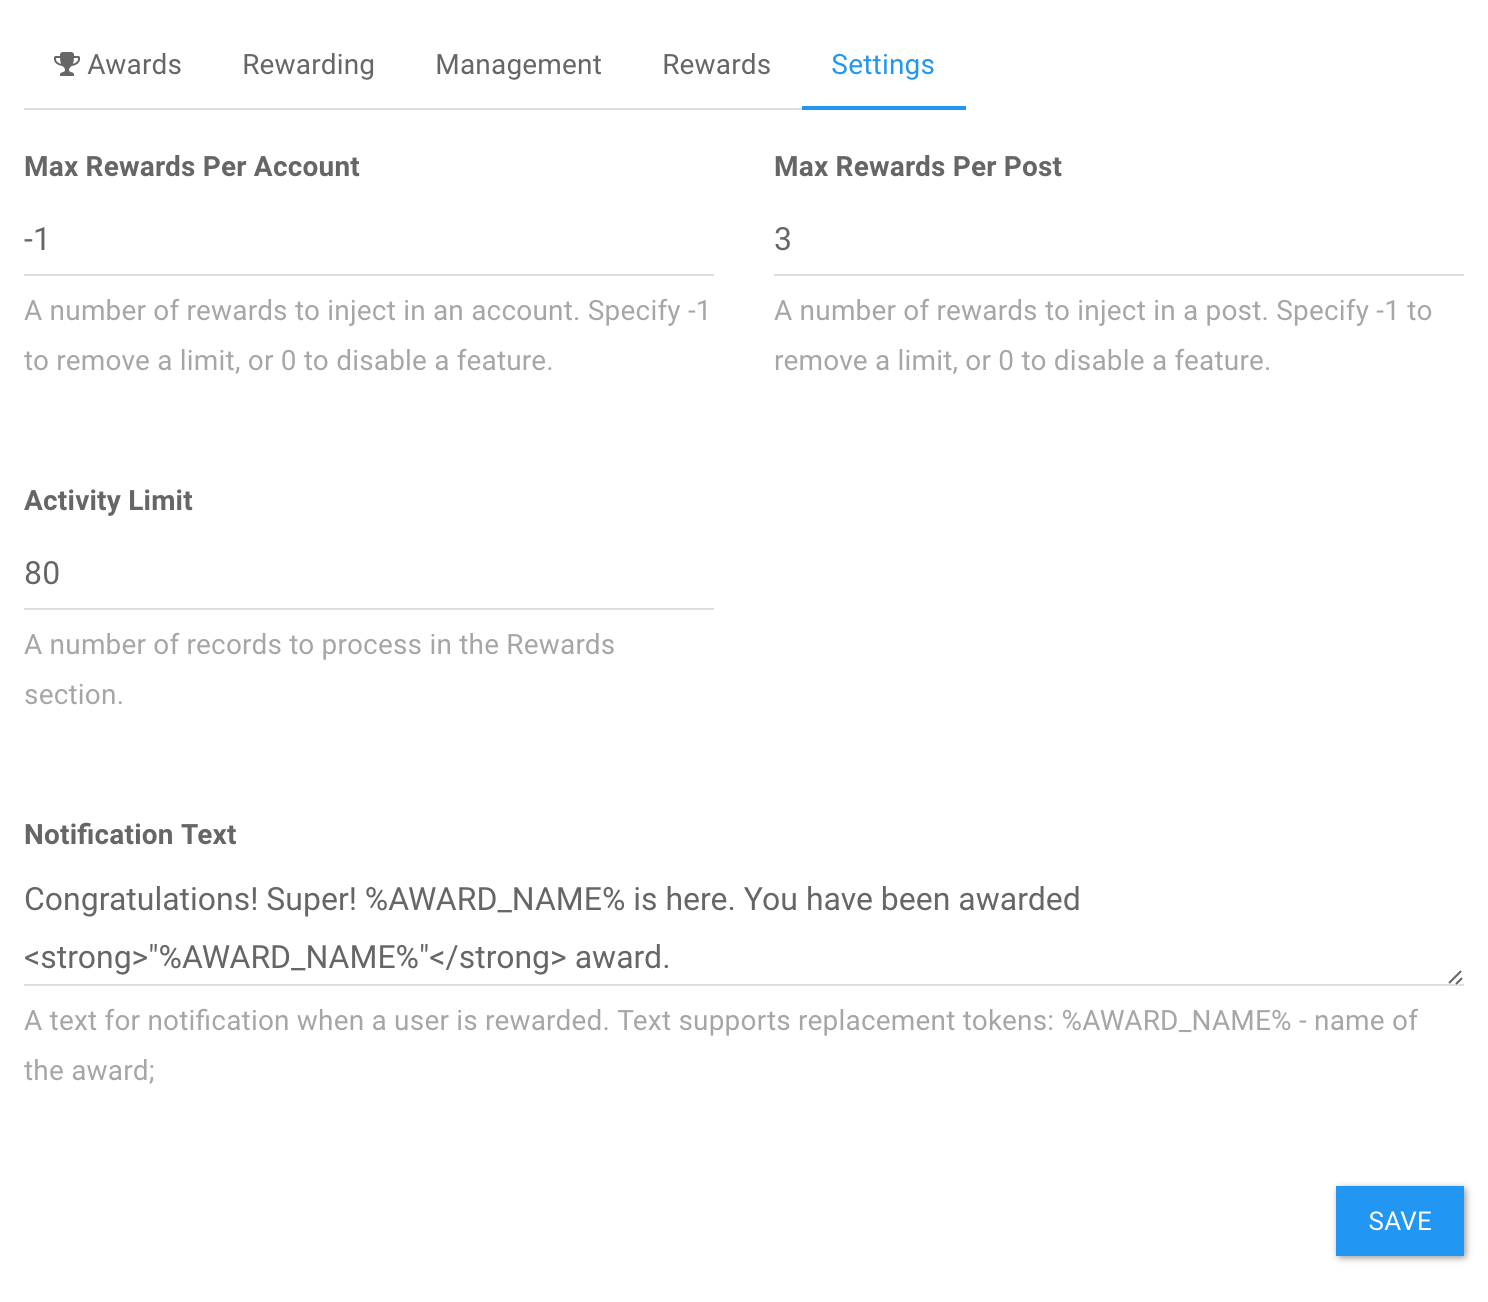 Awards Rewarding Management Rewards Settings
Max Rewards Per Account
-1
A number of rewards to inject in an account. Specify -1
to remove a limit, or 0 to disable a feature.
Max Rewards Per Post
3
A number of rewards to inject in a post. Specify -1 to
remove a limit, or 0 to disable a feature.
Activity Limit
80
A number of records to process in the Rewards
section.
Notification Text
Congratulations! Super! %AWARD_NAME% is here. You have been awarded
<strong>"%AWARD_NAME%"</strong> award.
A text for notification when a user is rewarded. Text supports replacement tokens: %AWARD_NAME% - name of
the award;
SAVE